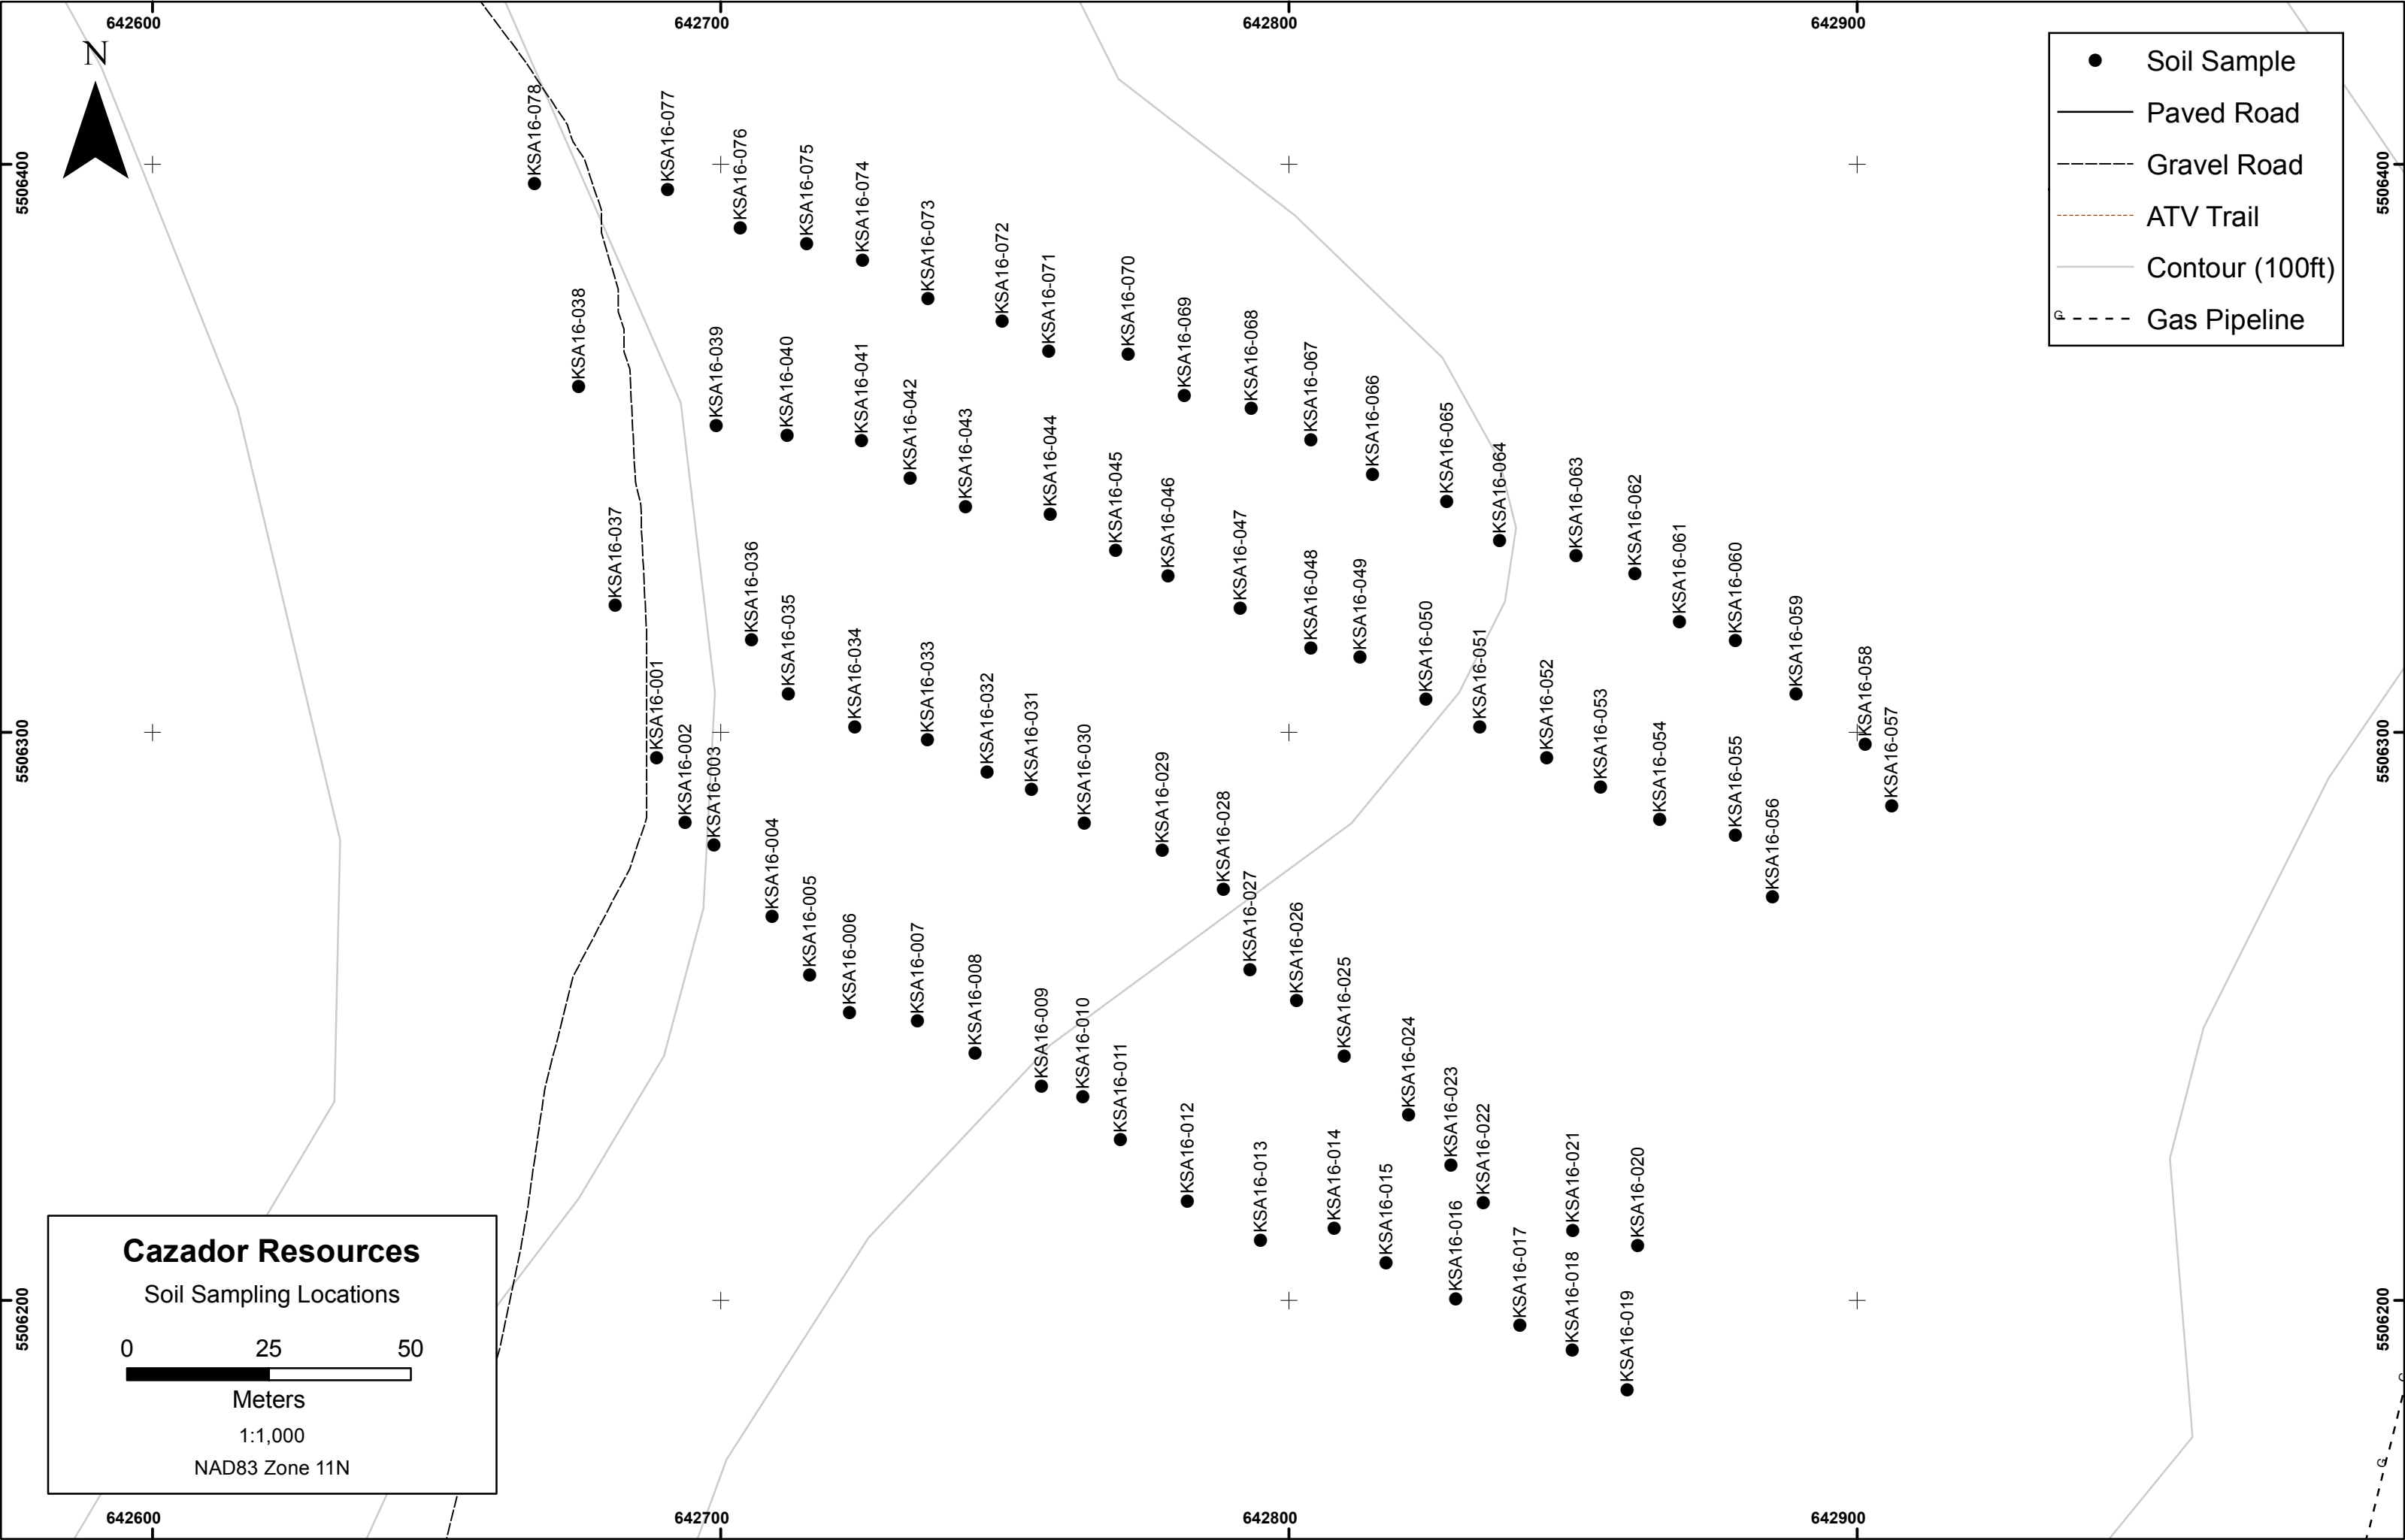 642600
642700
642800
642900
N
Soil Sample
Paved Road
Gravel Road
ATV Trail
Contour (100ft)
G
Gas Pipeline
5506400
5506400
KSA16-078
KSA16-077
KSA16-076
KSA16-075
KSA16-074
KSA16-073
KSA16-072
KSA16-071
KSA16-070
KSA16-069
KSA16-068
KSA16-067
KSA16-066
KSA16-065
KSA16-064
KSA16-063
KSA16-062
KSA16-061
KSA16-060
KSA16-059
KSA16-058
KSA16-057
KSA16-038
KSA16-039
KSA16-040
KSA16-041
KSA16-042
KSA16-043
KSA16-044
KSA16-045
KSA16-046
KSA16-047
KSA16-048
KSA16-049
KSA16-050
KSA16-051
KSA16-052
KSA16-053
KSA16-054
KSA16-055
KSA16-056
KSA16-037
KSA16-036
KSA16-035
KSA16-034
KSA16-033
KSA16-032
KSA16-031
KSA16-030
KSA16-029
KSA16-028
KSA16-027
KSA16-026
KSA16-025
KSA16-024
KSA16-023
KSA16-022
KSA16-021
KSA16-020
5506300
5506300
KSA16-001
KSA16-002
KSA16-003
KSA16-004
KSA16-005
KSA16-006
KSA16-007
KSA16-008
KSA16-009
KSA16-010
KSA16-011
KSA16-012
KSA16-013
KSA16-014
KSA16-015
KSA16-016
KSA16-017
KSA16-018
KSA16-019
5506200
5506200
Cazador Resources
Soil Sampling Locations
0 25 50
Meters
1:1,000
NAD83 Zone 11N
G
G
642600
642700
642800
642900